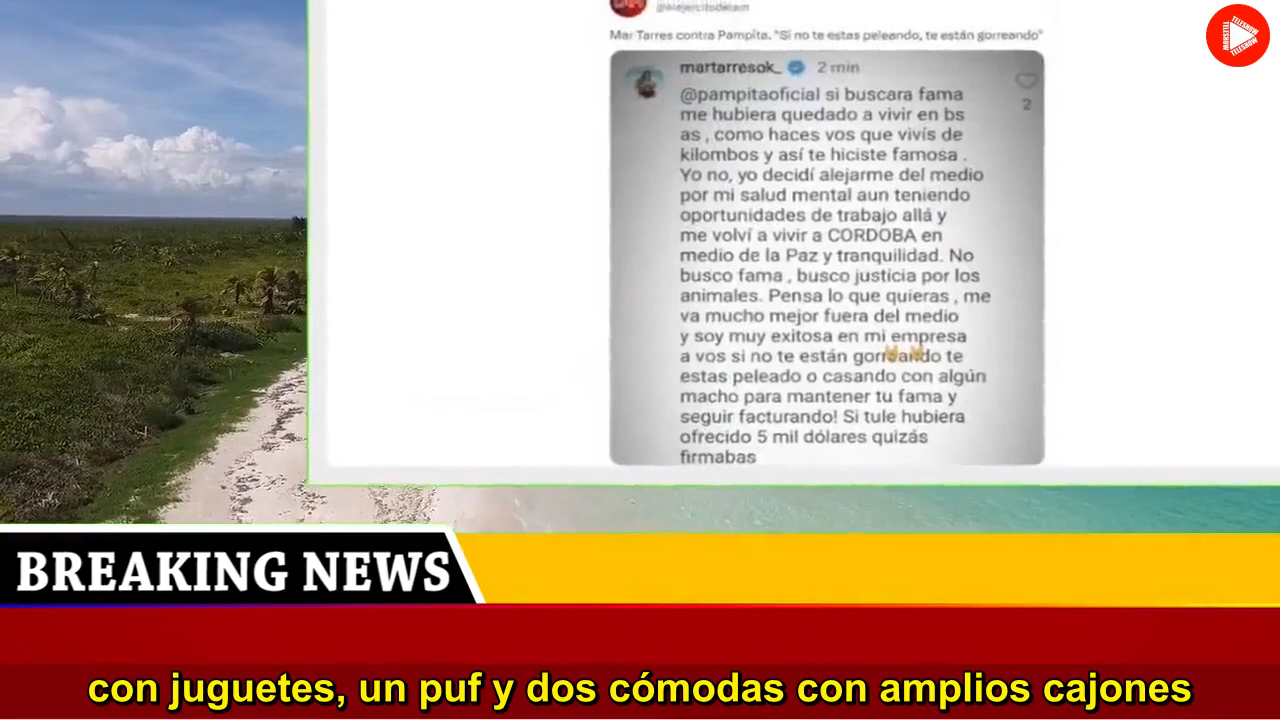 @elejercitodelam
Mar Tarres contra Pampita. "Si no te estas peleando, te están gorreando"
martarresok_ 2 min
@pampitaoficial si buscara fama
me hubiera quedado a vivir en bs
as , como haces vos que vivís de
kilombos y así te hiciste famosa .
Yo no, yo decidí alejarme del medio
por mi salud mental aun teniendo
oportunidades de trabajo allá y
me volví a vivir a CORDOBA en
medio de la Paz y tranquilidad. No
busco fama , busco justicia por los
animales. Pensa lo que quieras , me
va mucho mejor fuera del medio
y soy muy exitosa en mi empresa
a vos si no te están gorreando te
estas peleado o casando con algún
macho para mantener tu fama y
seguir facturando! Si tule hubiera
ofrecido 5 mil dólares quizás
firmabas
2
TELESHOW
TELESHOW
TELESHOW
BREAKING NEWS
con juguetes, un puf y dos cómodas con amplios cajones